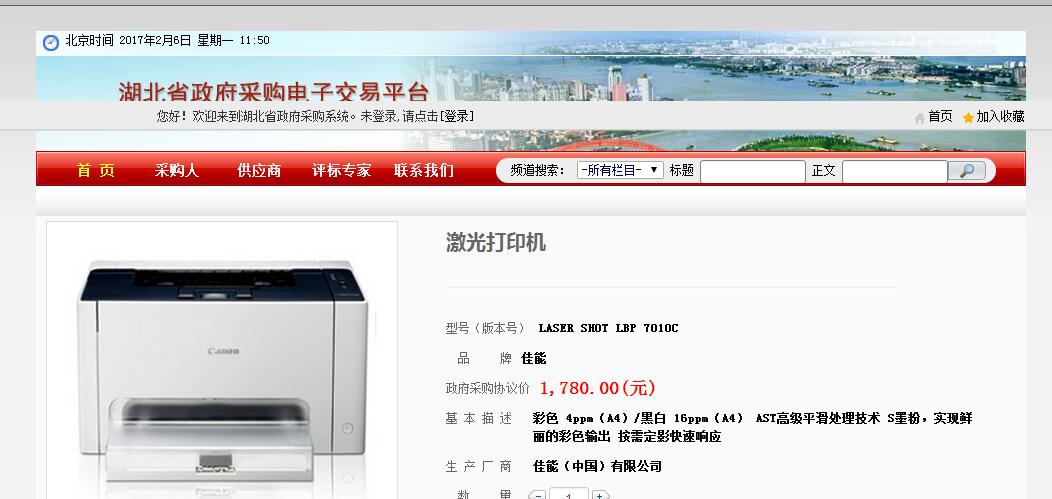 北京时间 2017年2月6日 星期一 11:50
湖北省政府采购电子交易平台
您好！欢迎来到湖北省政府采购系统。未登录,请点击[登录]
首页 加入收藏
首 页 采购人 供应商 评标专家 联系我们 频道搜索： -所有栏目- 标题 正文
激光打印机
Canon
型号（版本号） LASER SHOT LBP 7010C
品 牌 佳能
政府采购协议价 1,780.00(元)
基 本 描 述 彩色 4ppm（A4）/黑白 16ppm（A4） AST高级平滑处理技术 S墨粉，实现鲜
丽的彩色输出 按需定影快速响应
生 产 厂 商 佳能（中国）有限公司
数 量 - 1 +